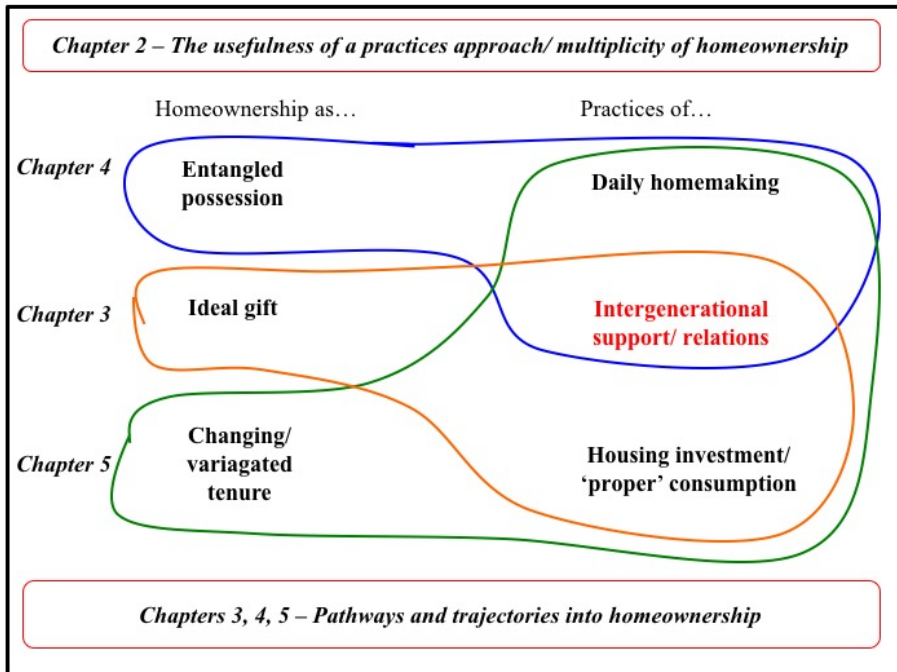 Chapter 2 – The usefulness of a practices approach/ multiplicity of homeownership
Homeownership as…
Practices of…
Chapter 4
Entangled
possession
Daily homemaking
Chapter 3
Ideal gift
Intergenerational
support/ relations
Chapter 5
Changing/
variagated
tenure
Housing investment/
‘proper’ consumption
Chapters 3, 4, 5 – Pathways and trajectories into homeownership